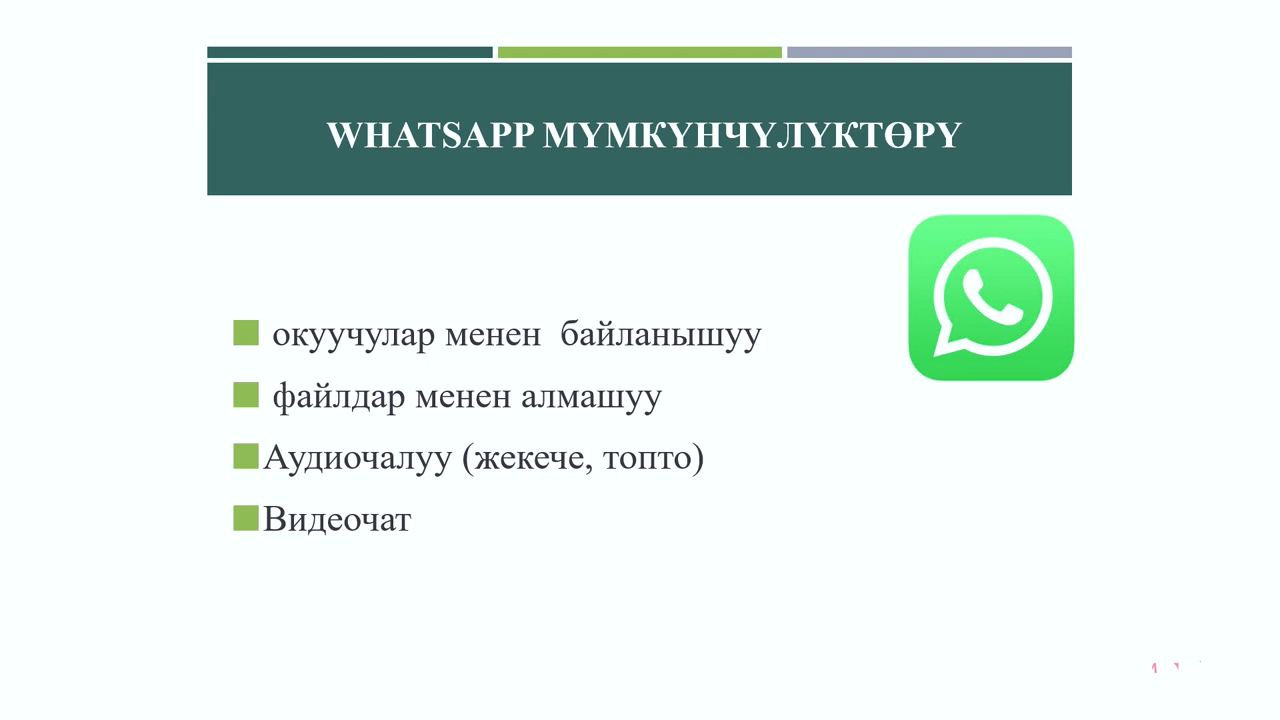 WHATSAPP МҮМКҮНЧҮЛҮКТӨРҮ
окуучулар менен байланышуу
файлдар менен алмашуу
Аудиочалуу (жекече, топто)
Видеочат